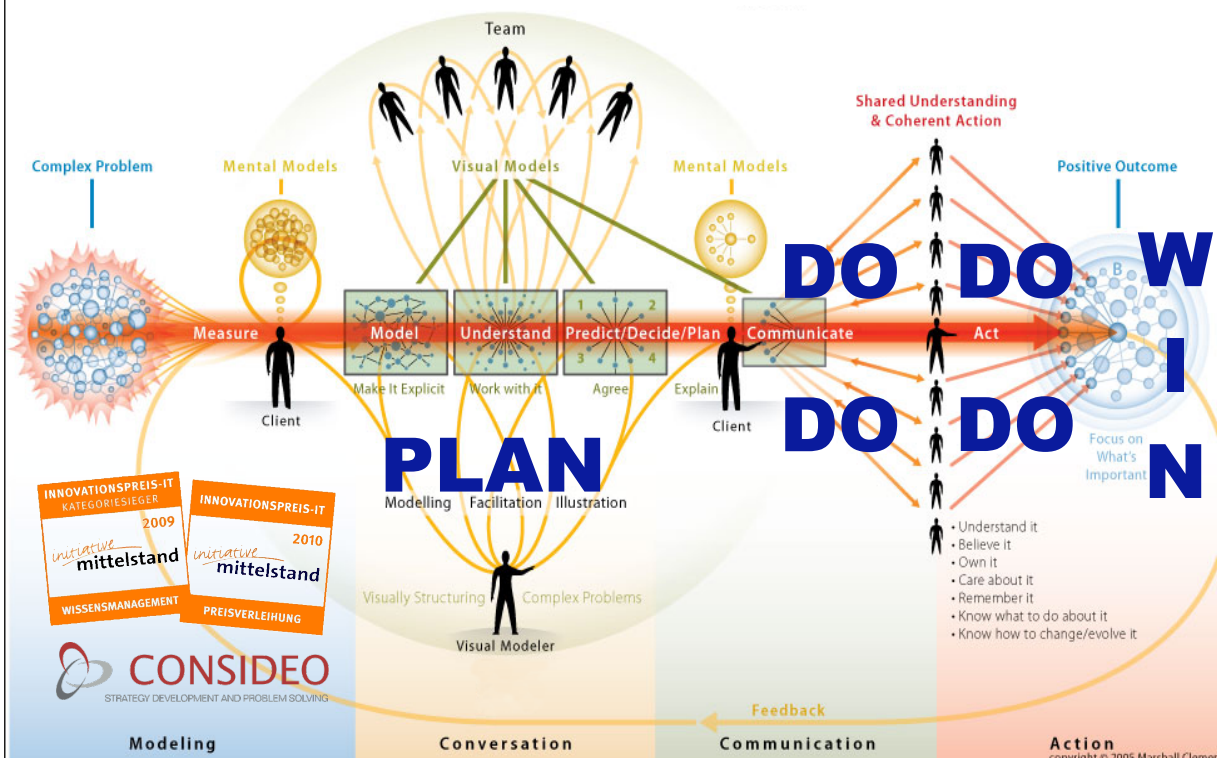 Team
Shared Understanding
& Coherent Action
Complex Problem
Mental Models
Visual Models
Mental Models
Positive Outcome
A
B
DO DO
W
I
N
1 2
3 4
Measure
Model
Understand
Predict/Decide/Plan
Communicate
Act
Make It Explicit
Work with it
Agree
Explain
Client
Client
DO DO
PLAN
Focus on
What's
Important
Modelling Facilitation Illustration
INNOVATIONSPREIS-IT
KATEGORIESIEGER
2009
initiative
mittelstand
WISSENSMANAGEMENT
INNOVATIONSPREIS-IT
2010
initiative
mittelstand
PREISVERLEIHUNG
Visually Structuring
Complex Problems
Visual Modeler
• Understand it
• Believe it
• Own it
• Care about it
• Remember it
• Know what to do about it
• Know how to change/evolve it
CONSIDEO
STRATEGY DEVELOPMENT AND PROBLEM SOLVING
Feedback
Modeling
Conversation
Communication
Action
copyright © 2005 Marshall